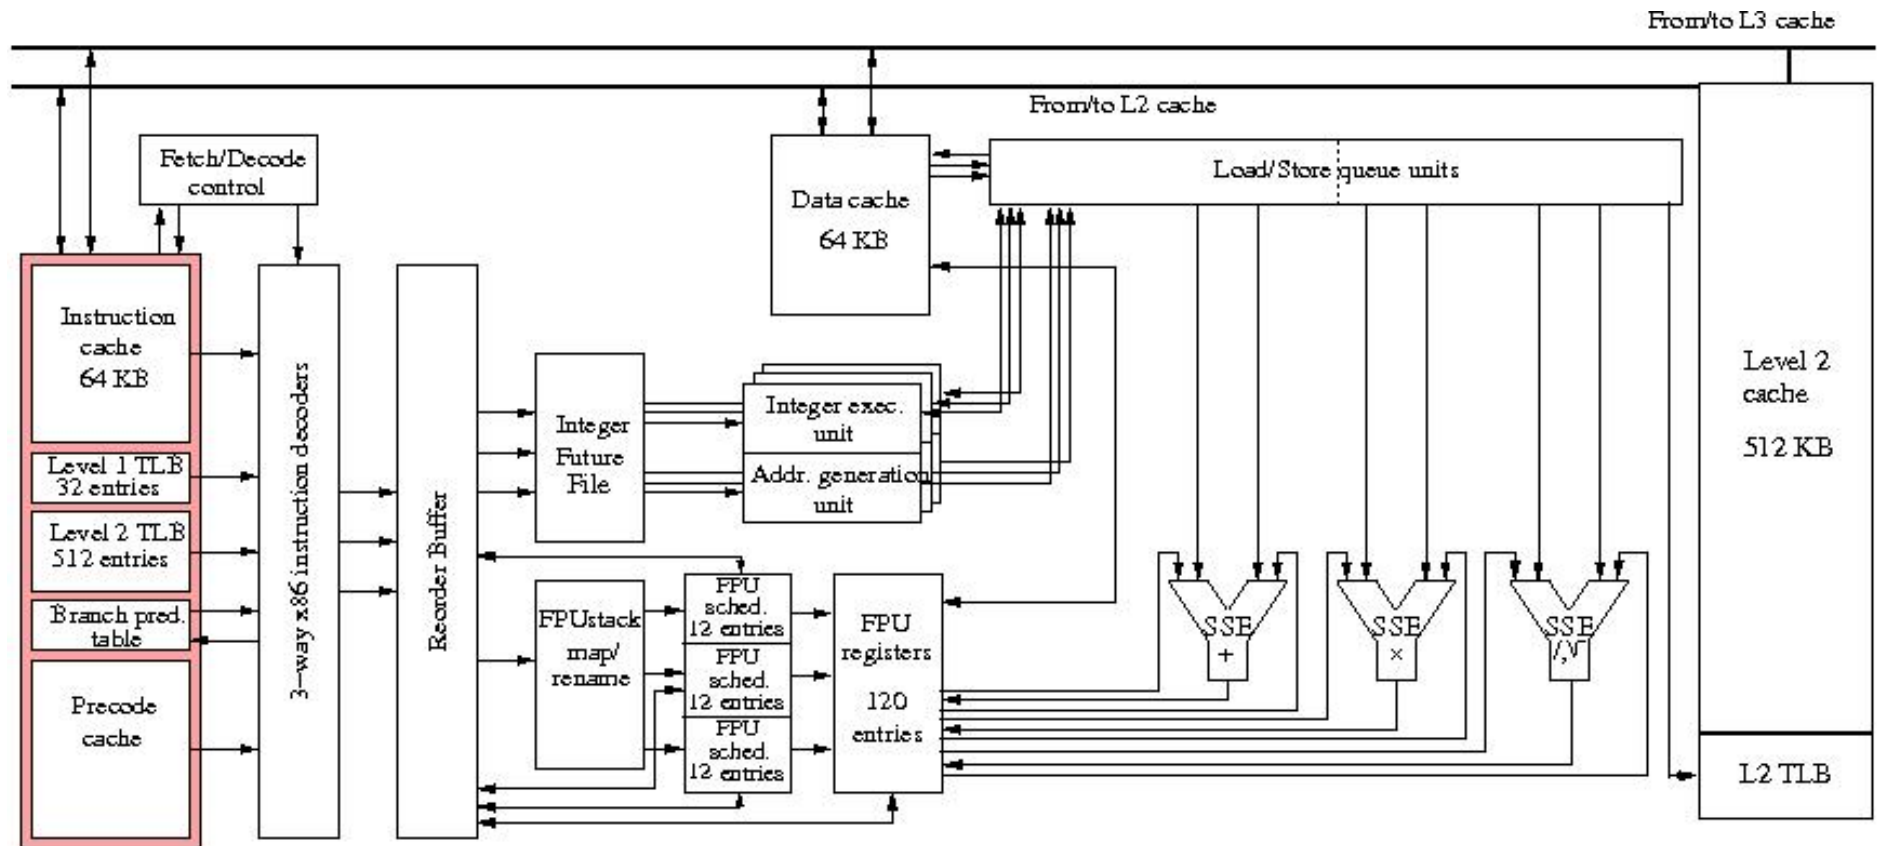 From/to L3 cache
From/to L2 cache
Fetch/Decode
control
Data cache
64 KB
Load/Store queue units
Instruction
cache
64 KB
Level 1 TLB
32 entries
Level 2 TLB
512 entries
Branch pred.
table
Precode
cache
3-way x86 instruction decoders
Reorder Buffer
Integer
Future
File
Integer exec.
unit
Addr. generation
unit
FPUstack
map/
rename
FPU
sched.
12 entries
FPU
sched.
12 entries
FPU
sched.
12 entries
FPU
registers
120
entries
SSE
+
SSE
×
SSE
/,√
Level 2
cache
512 KB
L2 TLB